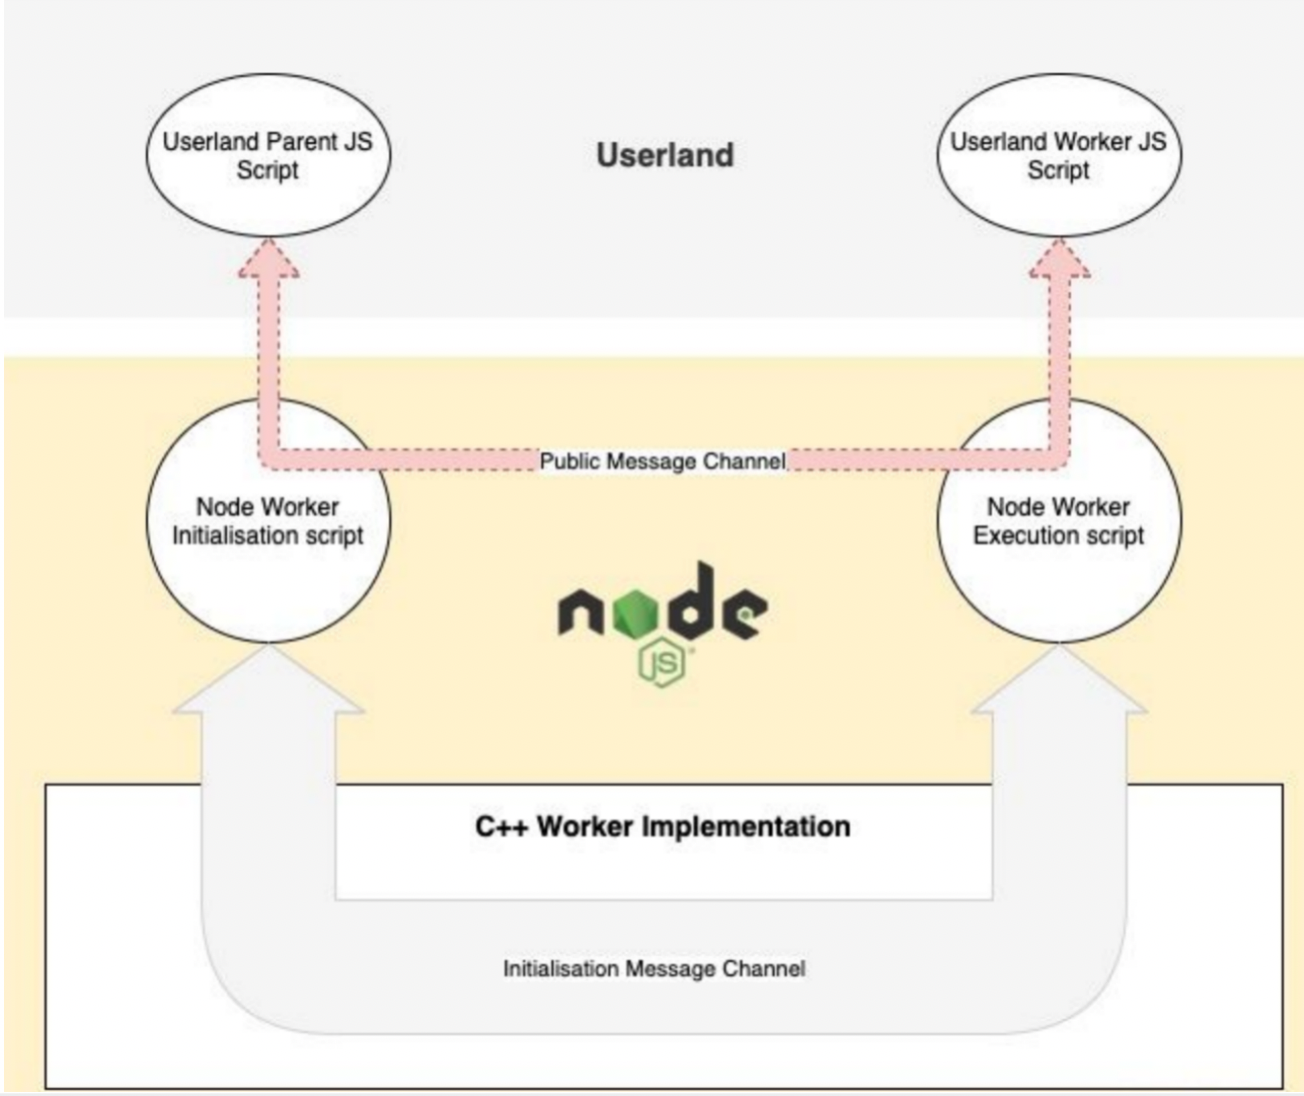 Userland Parent JS
Script
Userland
Userland Worker JS
Script
Public Message Channel
Node Worker
Initialisation script
Node Worker
Execution script
node
JS
C++ Worker Implementation
Initialisation Message Channel